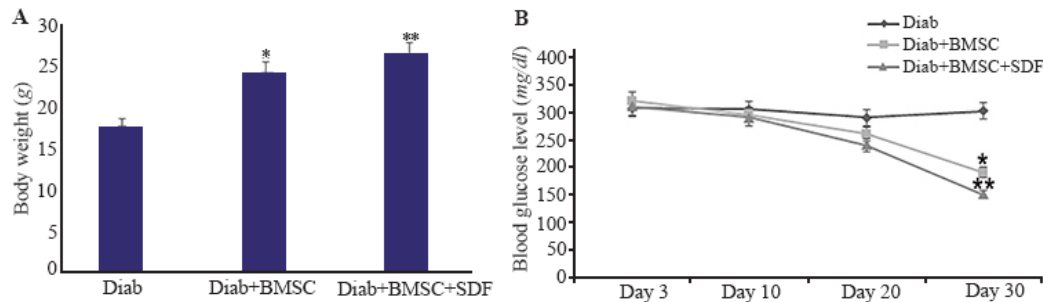 A
Body weight (g)
30
25
20
15
10
5
0
*
**
Diab
Diab+BMSC
Diab+BMSC+SDF
B
Diab
Diab+BMSC
Diab+BMSC+SDF
Blood glucose level (mg/dl)
400
350
300
250
200
150
100
50
0
*
**
Day 3
Day 10
Day 20
Day 30